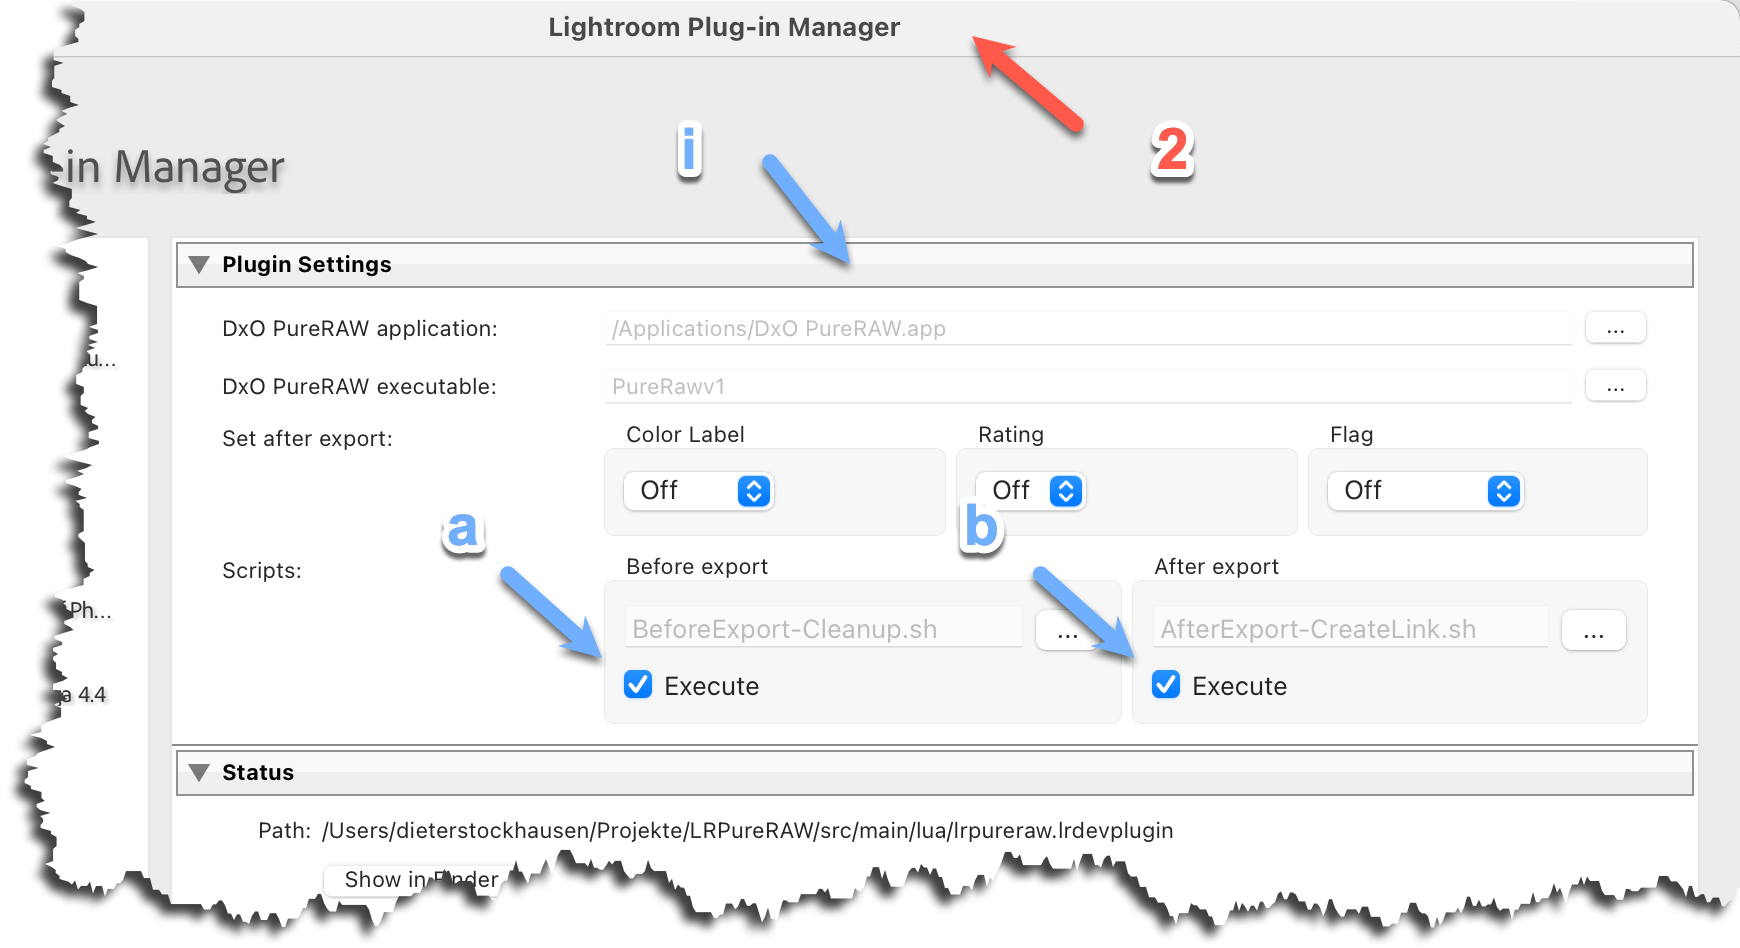 Lightroom Plug-in Manager
i
2
in Manager
Plugin Settings
DxO PureRAW application: /Applications/DxO PureRAW.app ...
u...
DxO PureRAW executable: PureRawv1 ...
Set after export: Color Label Rating Flag
Off Off Off
a b
Scripts: Before export After export
Ph...
BeforeExport-Cleanup.sh ... AfterExport-CreateLink.sh ...
4.4
Execute Execute
Status
Path: /Users/dieterstockhausen/Projekte/LRPureRAW/src/main/lua/lrpureraw.lrdevplugin
Show in Finder